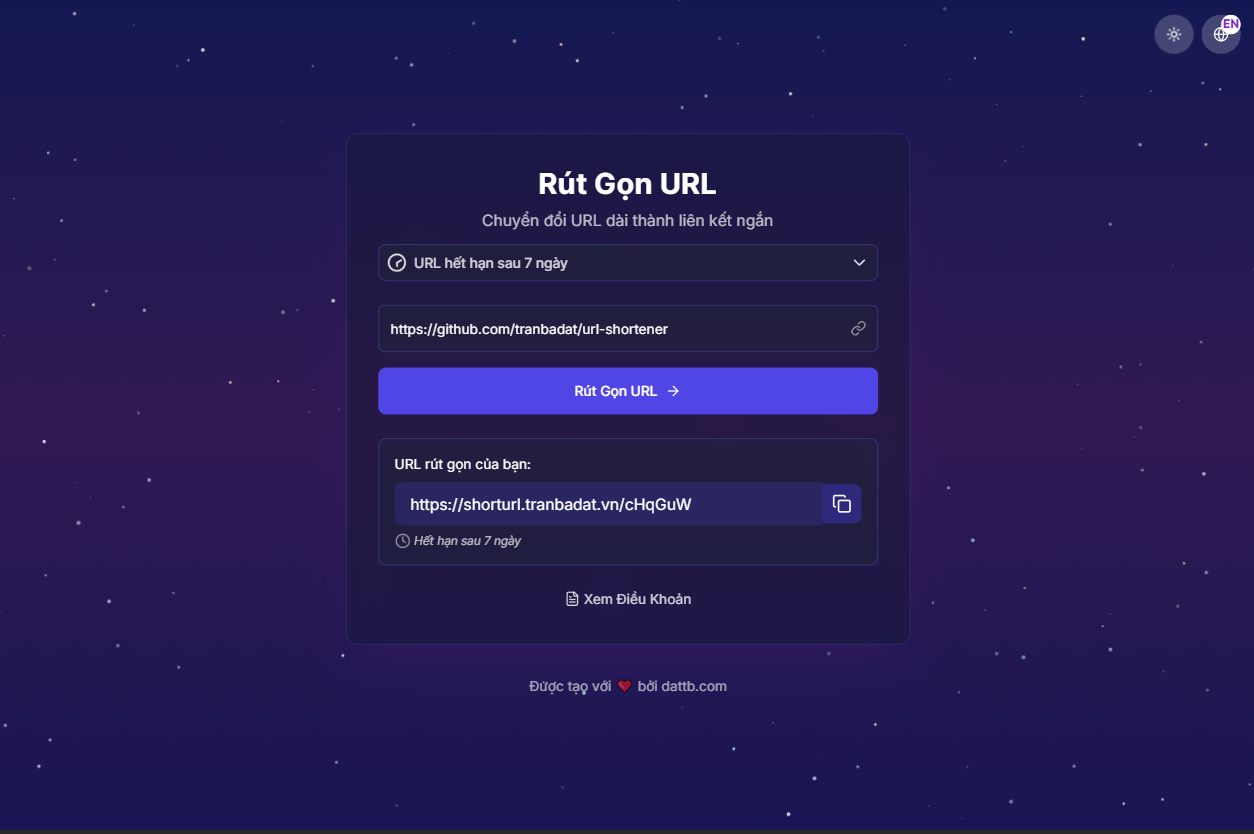 EN
Rút Gọn URL
Chuyển đổi URL dài thành liên kết ngắn
URL hết hạn sau 7 ngày
https://github.com/tranbadat/url-shortener
Rút Gọn URL →
URL rút gọn của bạn:
https://shorturl.tranbadat.vn/cHqGuW
Hết hạn sau 7 ngày
Xem Điều Khoản
Được tạo với ❤️ bởi dattb.com